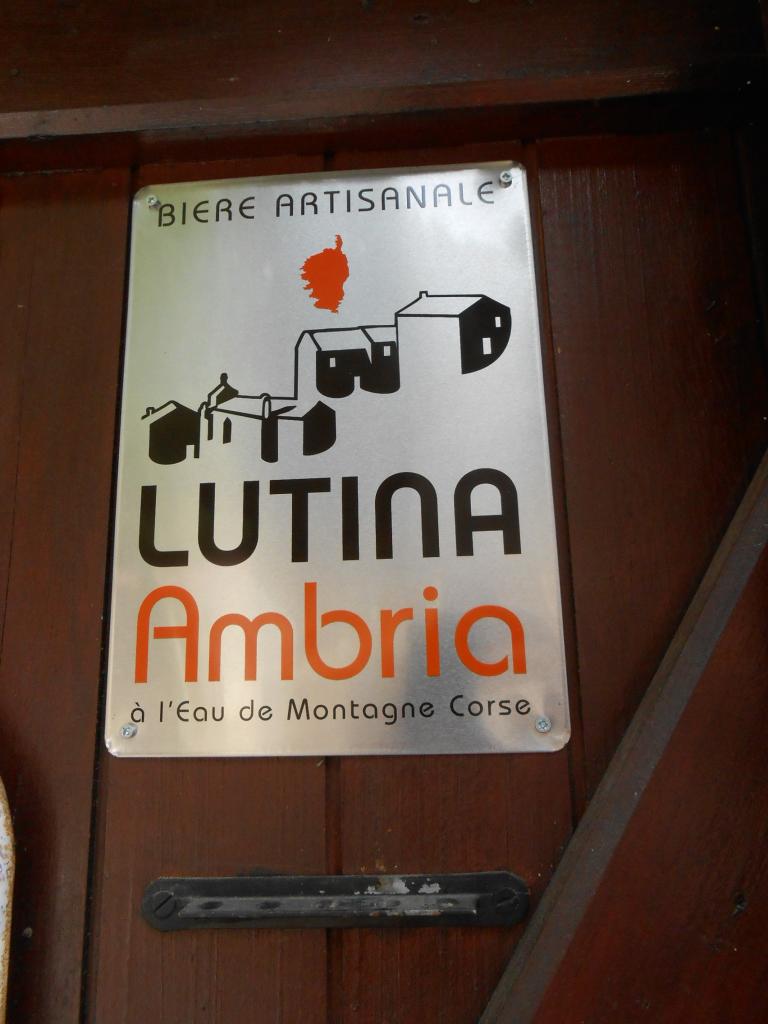 BIERE ARTISANALE
LUTINA
Ambria
à l'Eau de Montagne Corse